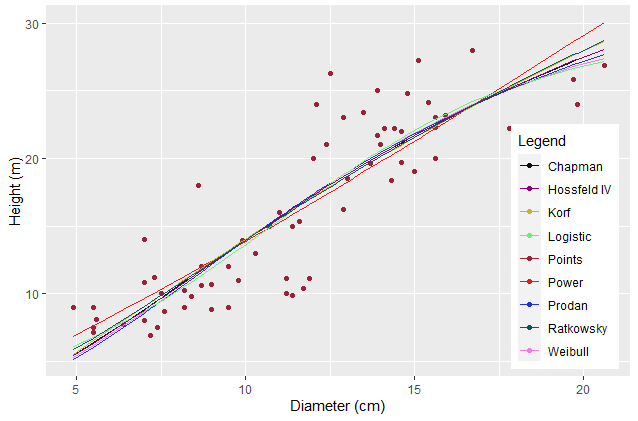 30
20
10
Height (m)
5
10
15
20
Diameter (cm)
Legend
Chapman
Hossfeld IV
Korf
Logistic
Points
Power
Prodan
Ratkowsky
Weibull